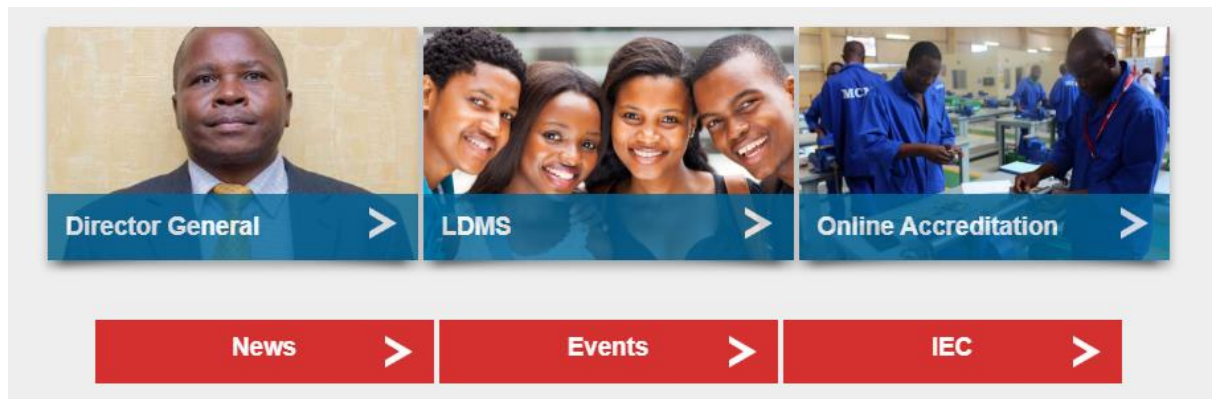 Director General >
LDMS >
Online Accreditation >
News >
Events >
IEC >